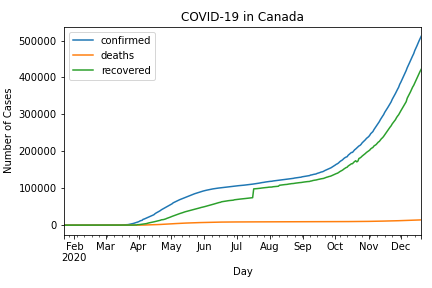 COVID-19 in Canada
confirmed
deaths
recovered
Number of Cases
500000
400000
300000
200000
100000
0
Feb Mar Apr May Jun Jul Aug Sep Oct Nov Dec
2020
Day